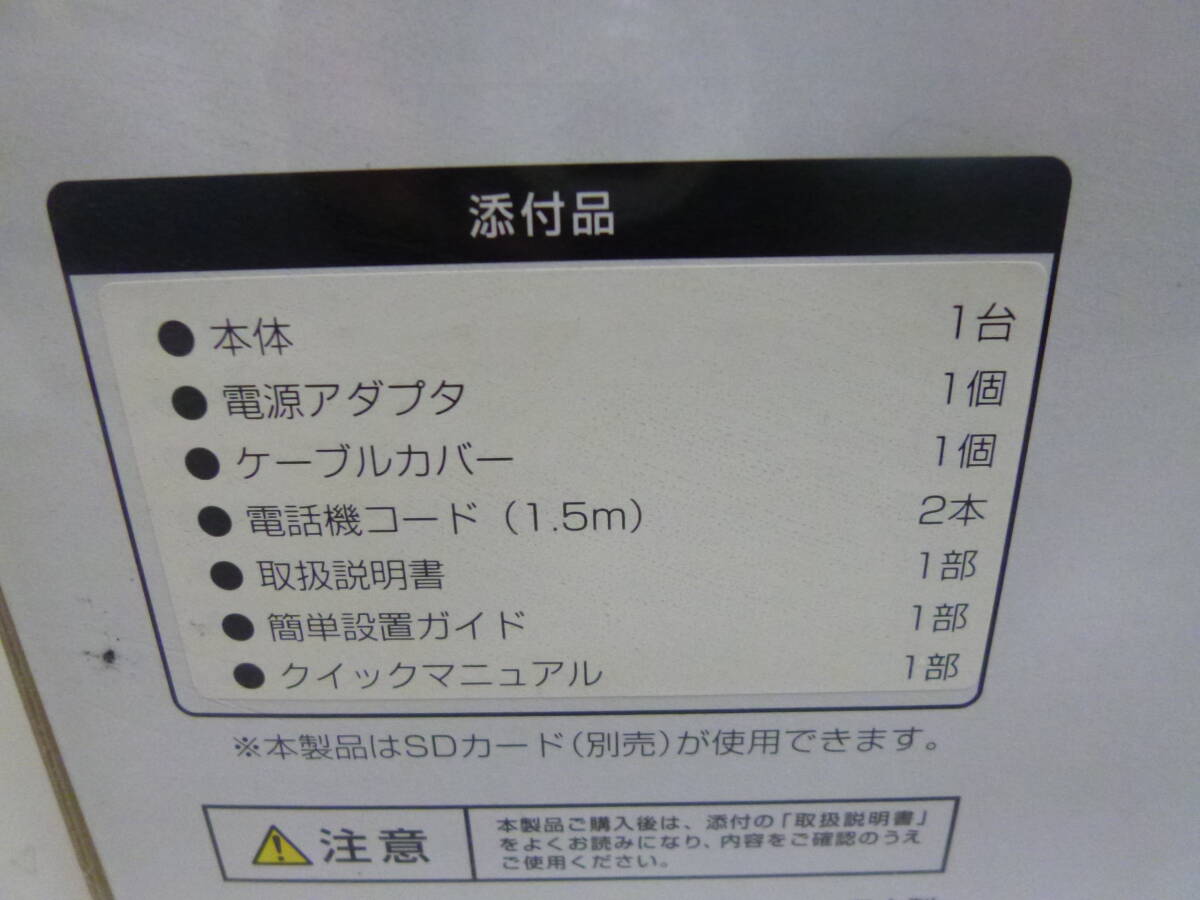 添付品
●本体 1台
●電源アダプタ 1個
●ケーブルカバー 1個
●電話機コード（1.5m） 2本
●取扱説明書 1部
●簡単設置ガイド 1部
●クイックマニュアル 1部
※本製品はSDカード（別売）が使用できます。
注意
本製品ご購入後は、添付の「取扱説明書」
をよくお読みになり、内容をご確認のうえ
ご使用ください。